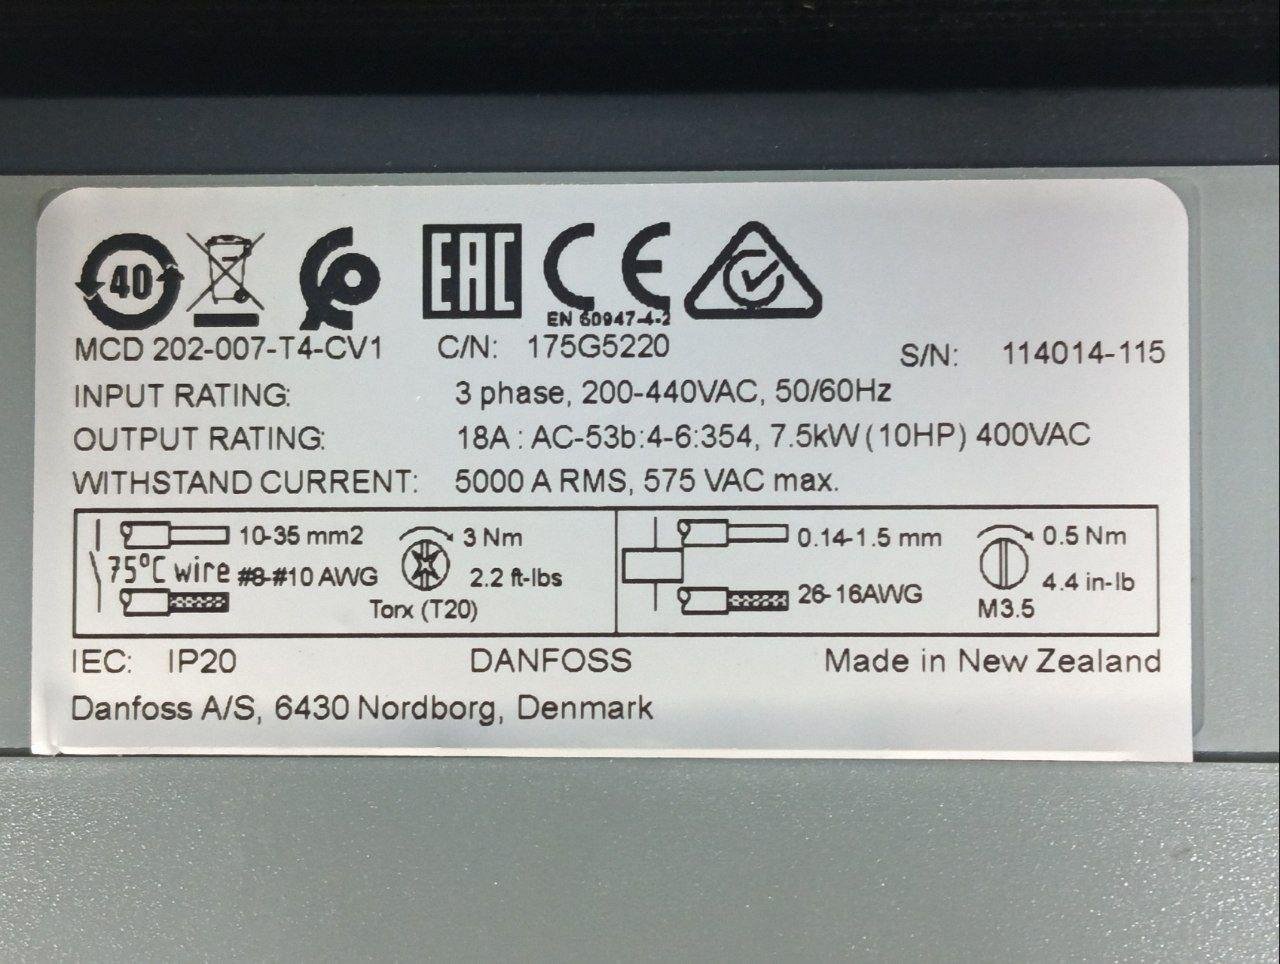 40 EAC CE
EN 60947-4-2
MCD 202-007-T4-CV1 C/N: 175G5220 S/N: 114014-115
INPUT RATING: 3 phase, 200-440VAC, 50/60Hz
OUTPUT RATING: 18A : AC-53b:4-6:354, 7.5kW (10HP) 400VAC
WITHSTAND CURRENT: 5000 A RMS, 575 VAC max.
10-35 mm2 3 Nm 0.14-1.5 mm 0.5 Nm
75°C wire #8-#10 AWG 2.2 ft-lbs 26-16AWG 4.4 in-lb
Torx (T20) M3.5
IEC: IP20 DANFOSS Made in New Zealand
Danfoss A/S, 6430 Nordborg, Denmark